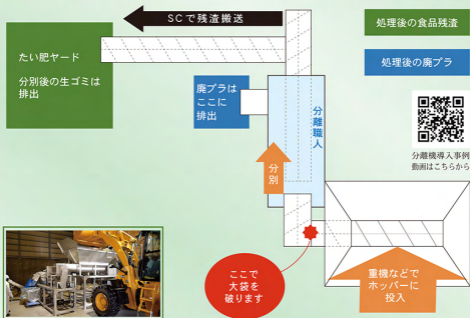 SCで残渣搬送
たい肥ヤード
分別後の生ゴミは
排出
廃プラは
ここに
排出
分離職人
分別
処理後の食品残渣
処理後の廃プラ
分離機導入事例
動画はこちらから
ここで
大袋を
破ります
重機などで
ホッパーに
投入